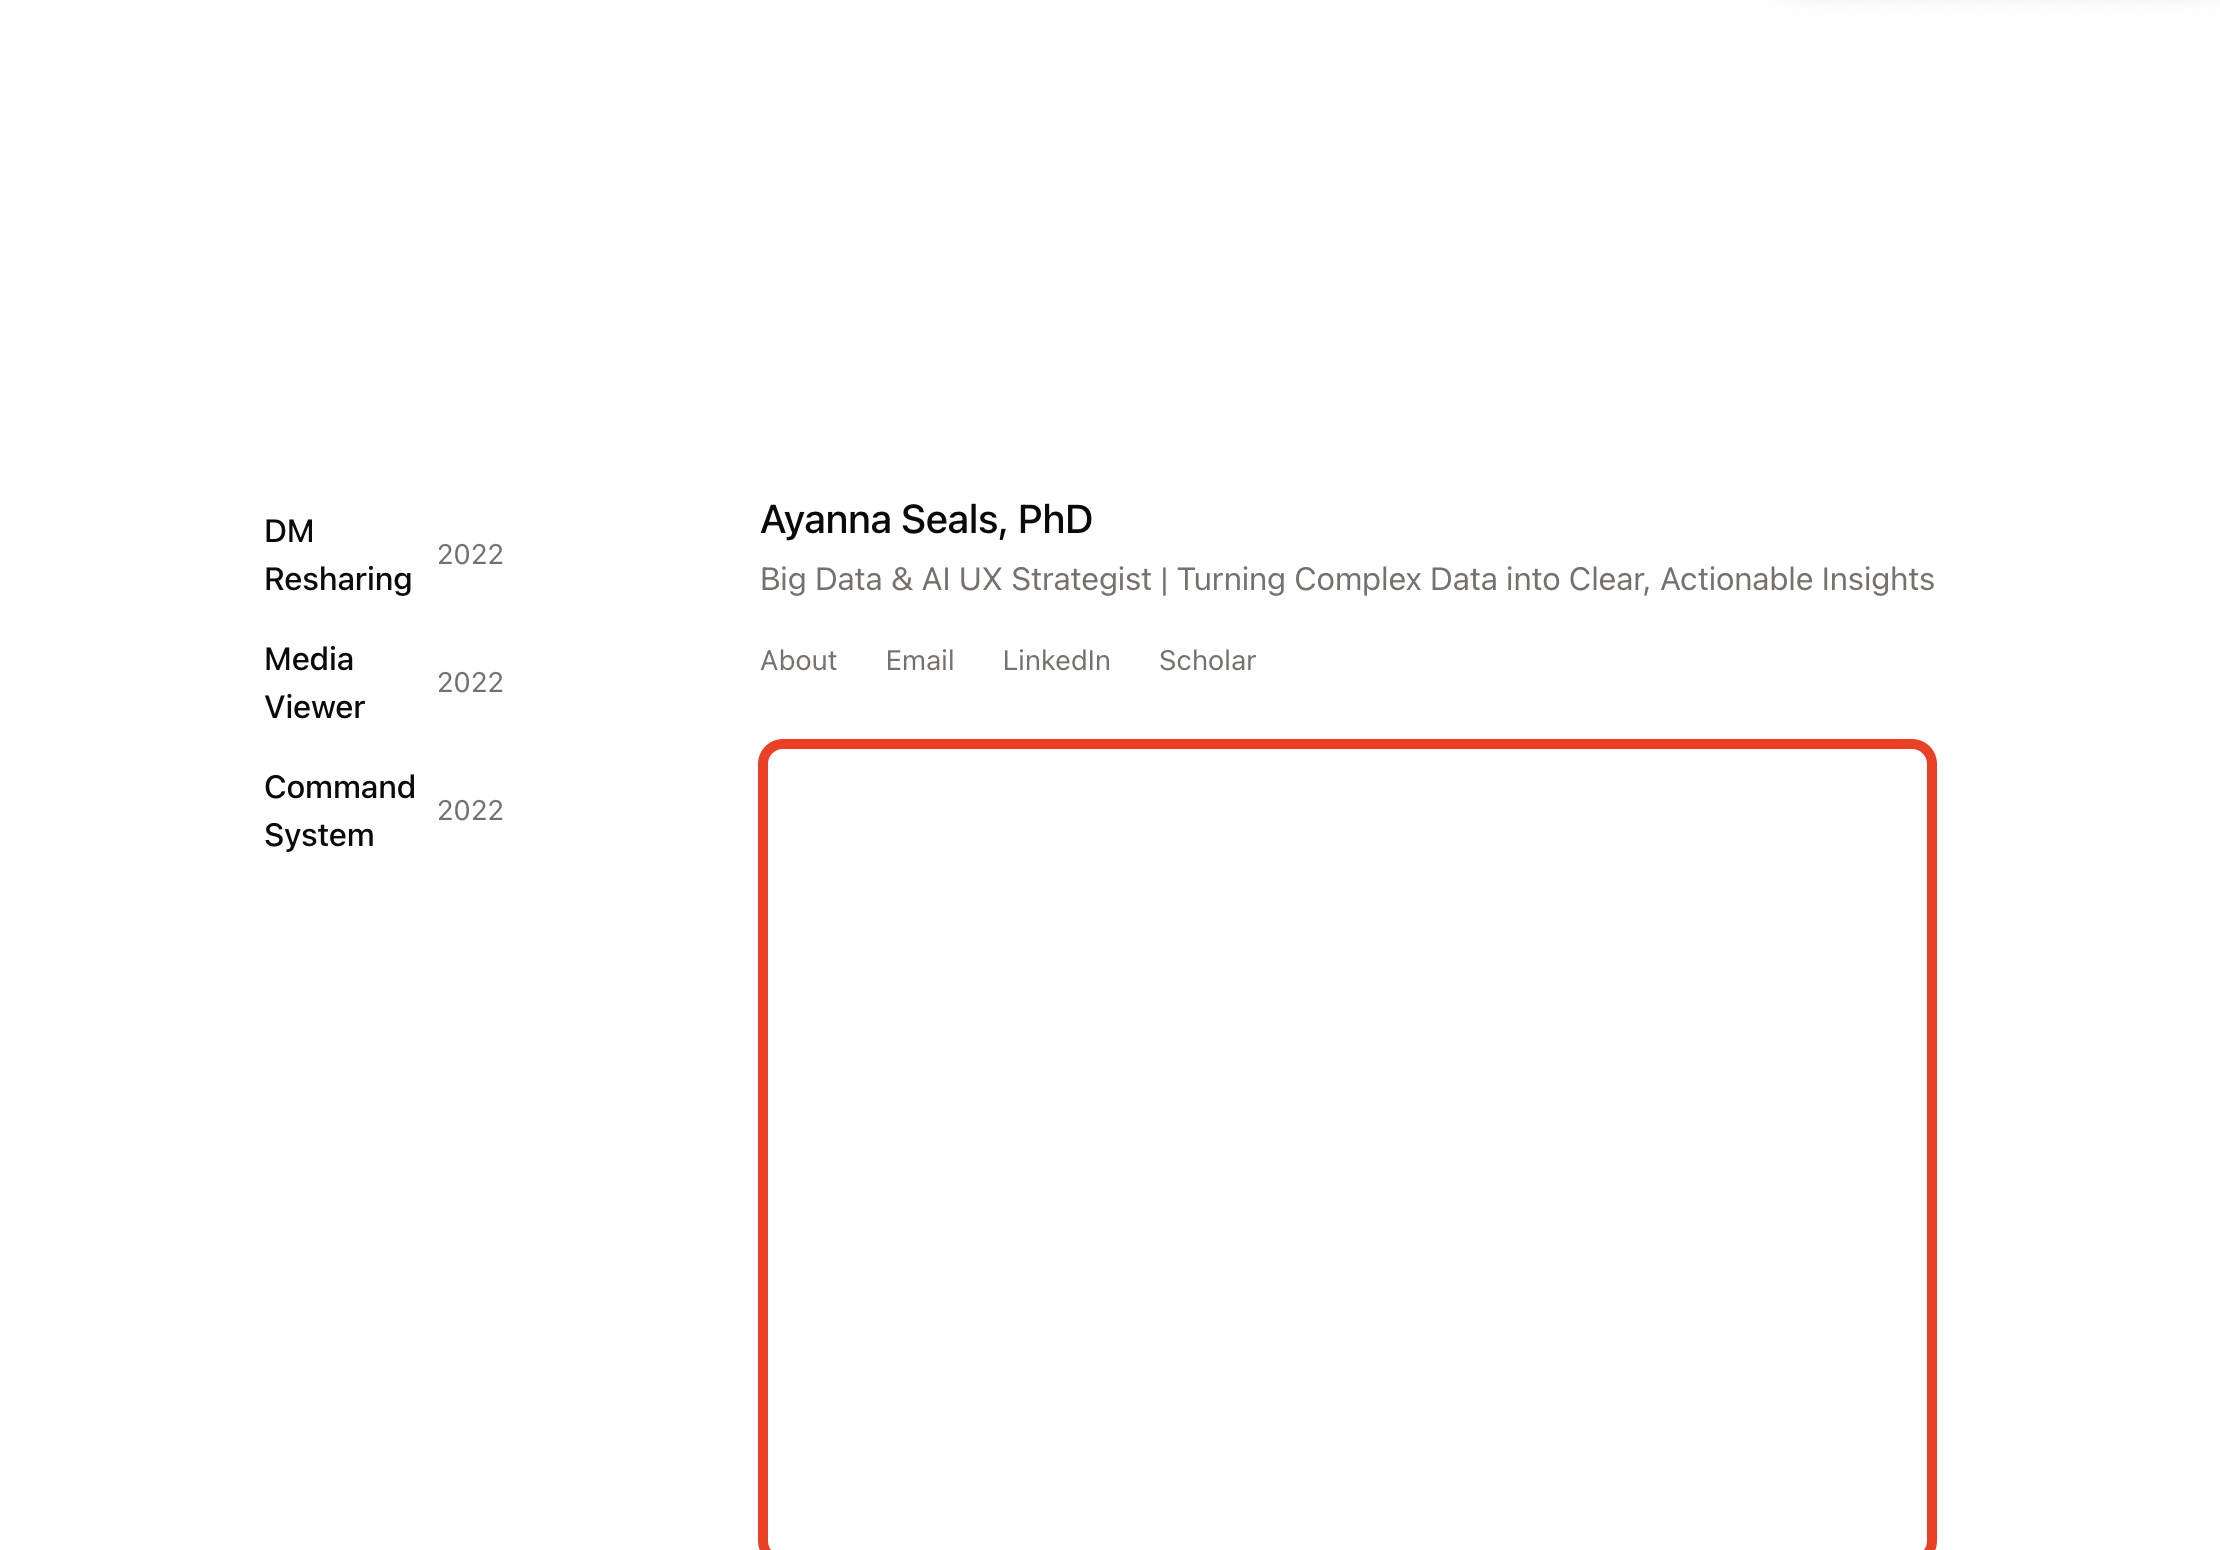 DM
Resharing
2022
Media
Viewer
2022
Command
System
2022
Ayanna Seals, PhD
Big Data & AI UX Strategist | Turning Complex Data into Clear, Actionable Insights
About Email LinkedIn Scholar